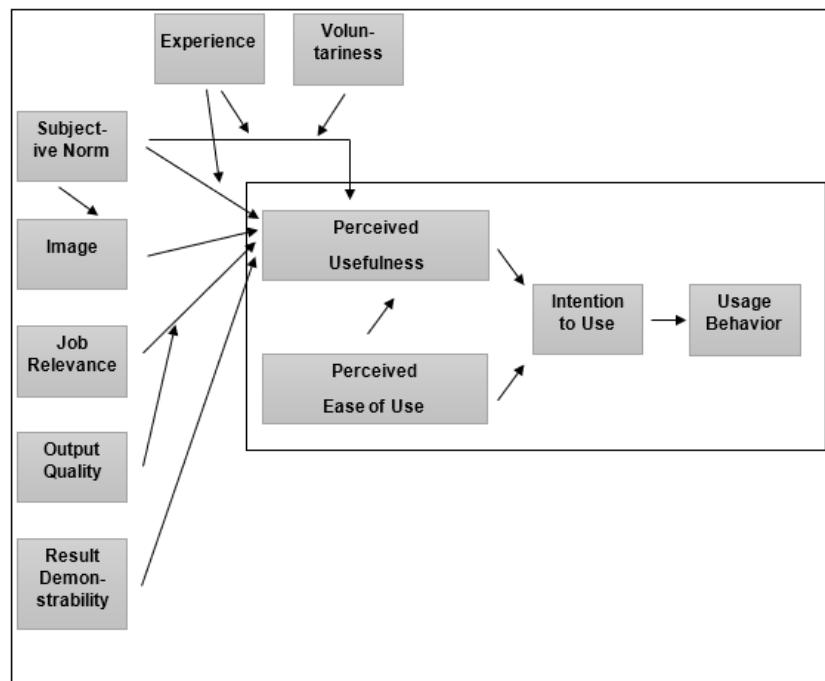 Experience
Volun-
tariness
Subject-
ive Norm
Image
Job
Relevance
Output
Quality
Result
Demon-
strability
Perceived
Usefulness
Perceived
Ease of Use
Intention
to Use
Usage
Behavior